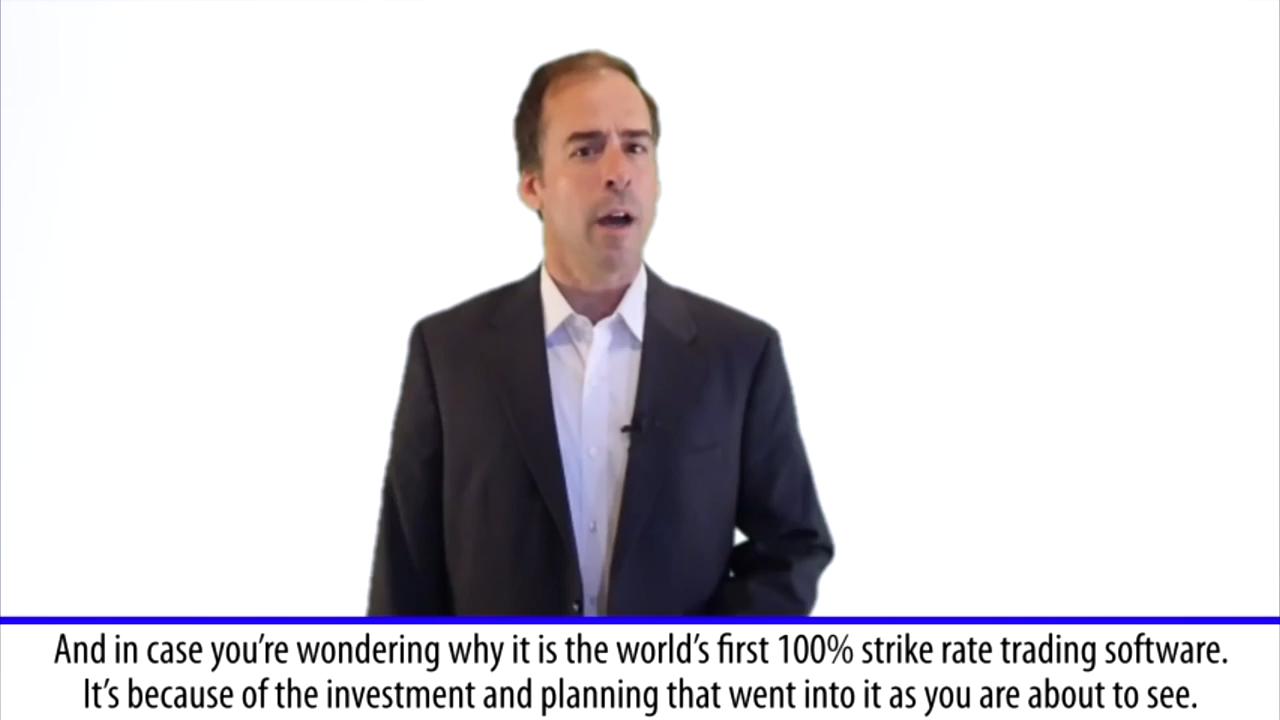 And in case you're wondering why it is the world's first 100% strike rate trading software.
It's because of the investment and planning that went into it as you are about to see.